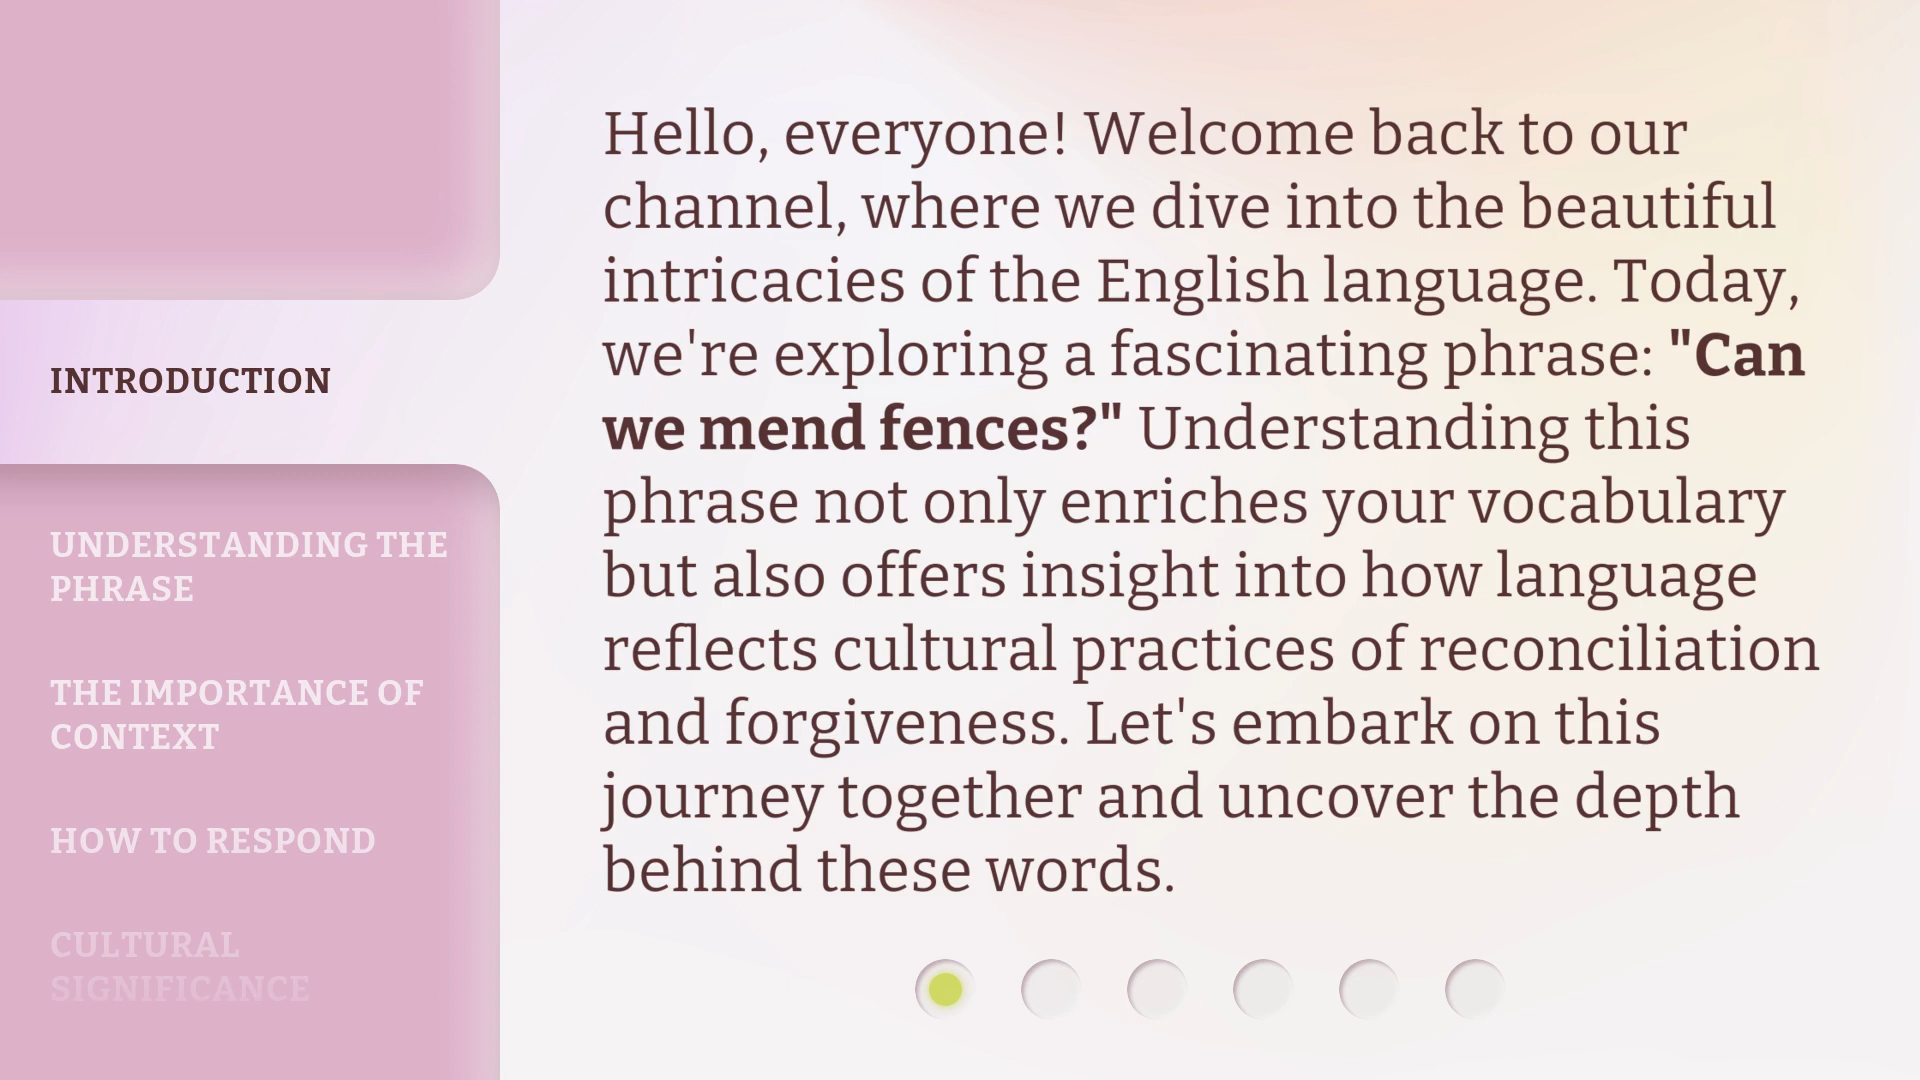 INTRODUCTION
UNDERSTANDING THE
PHRASE
THE IMPORTANCE OF
CONTEXT
HOW TO RESPOND
CULTURAL
SIGNIFICANCE
Hello, everyone! Welcome back to our
channel, where we dive into the beautiful
intricacies of the English language. Today,
we're exploring a fascinating phrase: "Can
we mend fences?" Understanding this
phrase not only enriches your vocabulary
but also offers insight into how language
reflects cultural practices of reconciliation
and forgiveness. Let's embark on this
journey together and uncover the depth
behind these words.